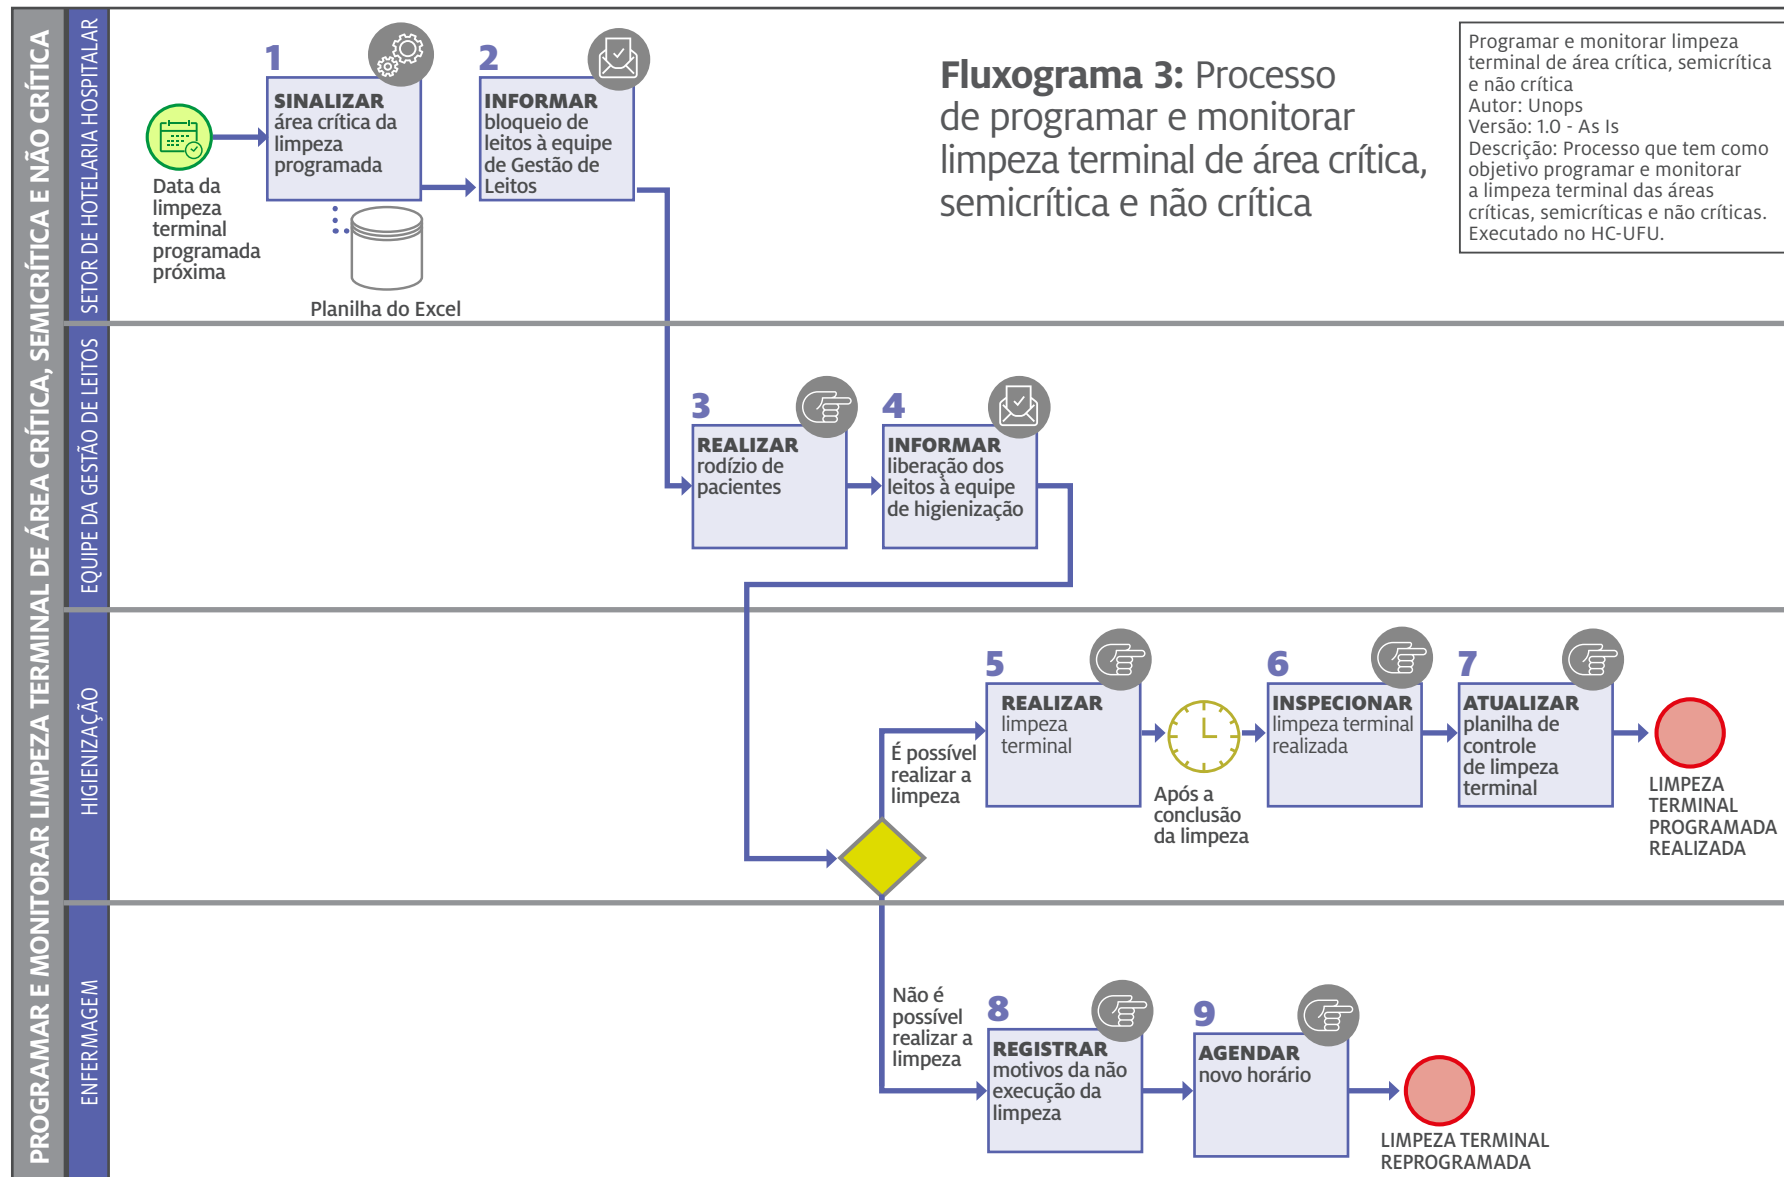 PROGRAMAR E MONITORAR LIMPEZA TERMINAL DE ÁREA CRÍTICA, SEMICRÍTICA E NÃO CRÍTICA
SETOR DE HOTELARIA HOSPITALAR
Data da
limpeza
terminal
programada
próxima
1
SINALIZAR
área crítica da
limpeza
programada
Planilha do Excel
2
INFORMAR
bloqueio de
leitos à equipe
de Gestão de
Leitos
Fluxograma 3: Processo
de programar e monitorar
limpeza terminal de área crítica,
semicrítica e não crítica
Programar e monitorar limpeza
terminal de área crítica, semicrítica
e não crítica
Autor: Unops
Versão: 1.0 - As Is
Descrição: Processo que tem como
objetivo programar e monitorar
a limpeza terminal das áreas
críticas, semicríticas e não críticas.
Executado no HC-UFU.
EQUIPE DA GESTÃO DE LEITOS
3
REALIZAR
rodízio de
pacientes
4
INFORMAR
liberação dos
leitos à equipe
de higienização
HIGIENIZAÇÃO
É possível
realizar a
limpeza
5
REALIZAR
limpeza
terminal
Após a
conclusão
da limpeza
6
INSPECIONAR
limpeza terminal
realizada
7
ATUALIZAR
planilha de
controle
de limpeza
terminal
LIMPEZA
TERMINAL
PROGRAMADA
REALIZADA
ENFERMAGEM
Não é
possível
realizar a
limpeza
8
REGISTRAR
motivos da não
execução da
limpeza
9
AGENDAR
novo horário
LIMPEZA TERMINAL
REPROGRAMADA